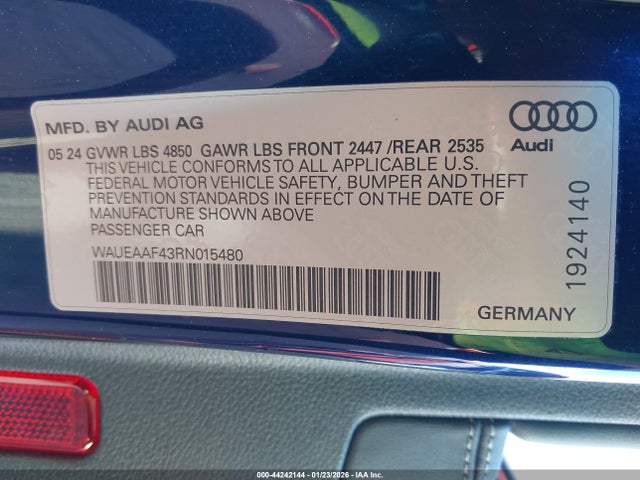 MFD. BY AUDI AG
05 24 GVWR LBS 4850 GAWR LBS FRONT 2447 /REAR 2535
THIS VEHICLE CONFORMS TO ALL APPLICABLE U.S.
FEDERAL MOTOR VEHICLE SAFETY, BUMPER AND THEFT
PREVENTION STANDARDS IN EFFECT ON THE DATE OF
MANUFACTURE SHOWN ABOVE
PASSENGER CAR
WAUEAAF43RN015480
Audi
1924140
GERMANY
000-44242144 | 01/23/2026 - IAA Inc.